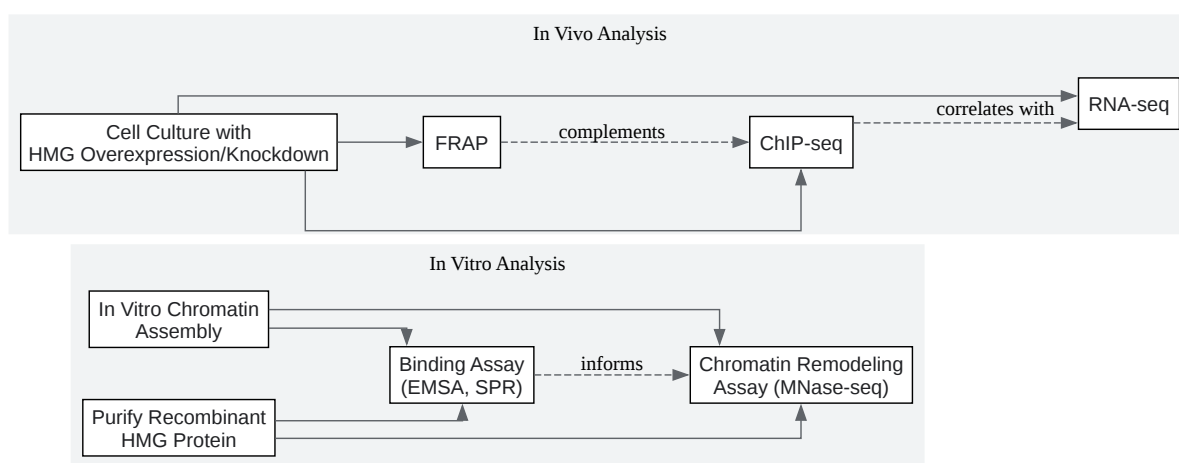 In Vivo Analysis
Cell Culture with
HMG Overexpression/Knockdown
FRAP
complements
ChIP-seq
correlates with
RNA-seq
In Vitro Analysis
In Vitro Chromatin
Assembly
Binding Assay
(EMSA, SPR)
informs
Chromatin Remodeling
Assay (MNase-seq)
Purify Recombinant
HMG Protein